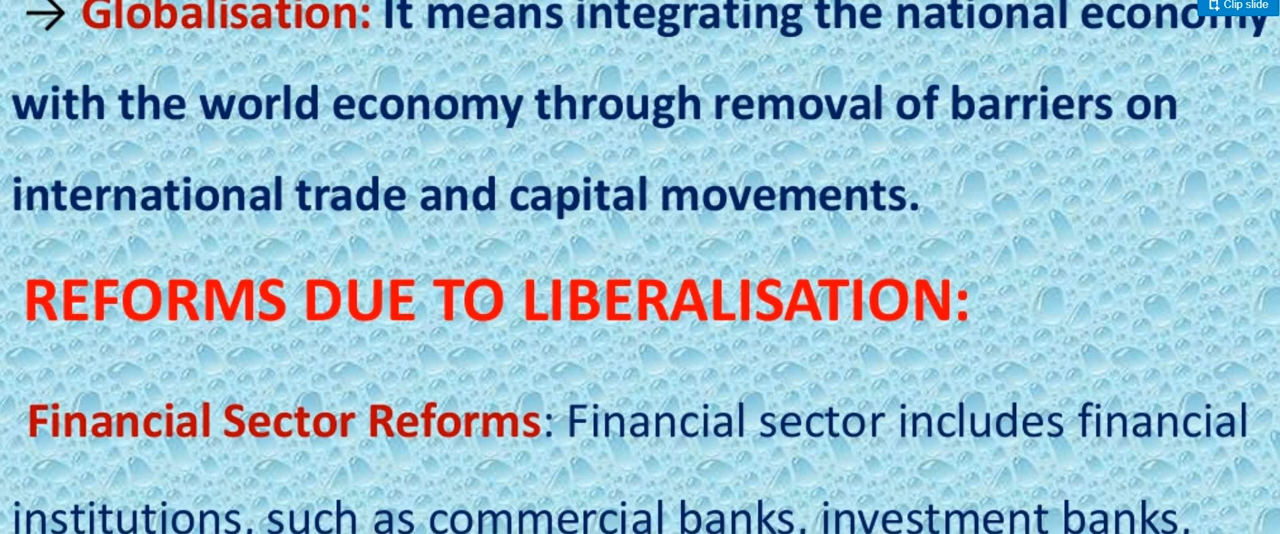 Clip slide
→ Globalisation: It means integrating the national economy
with the world economy through removal of barriers on
international trade and capital movements.
REFORMS DUE TO LIBERALISATION:
Financial Sector Reforms: Financial sector includes financial
institutions, such as commercial banks, investment banks,